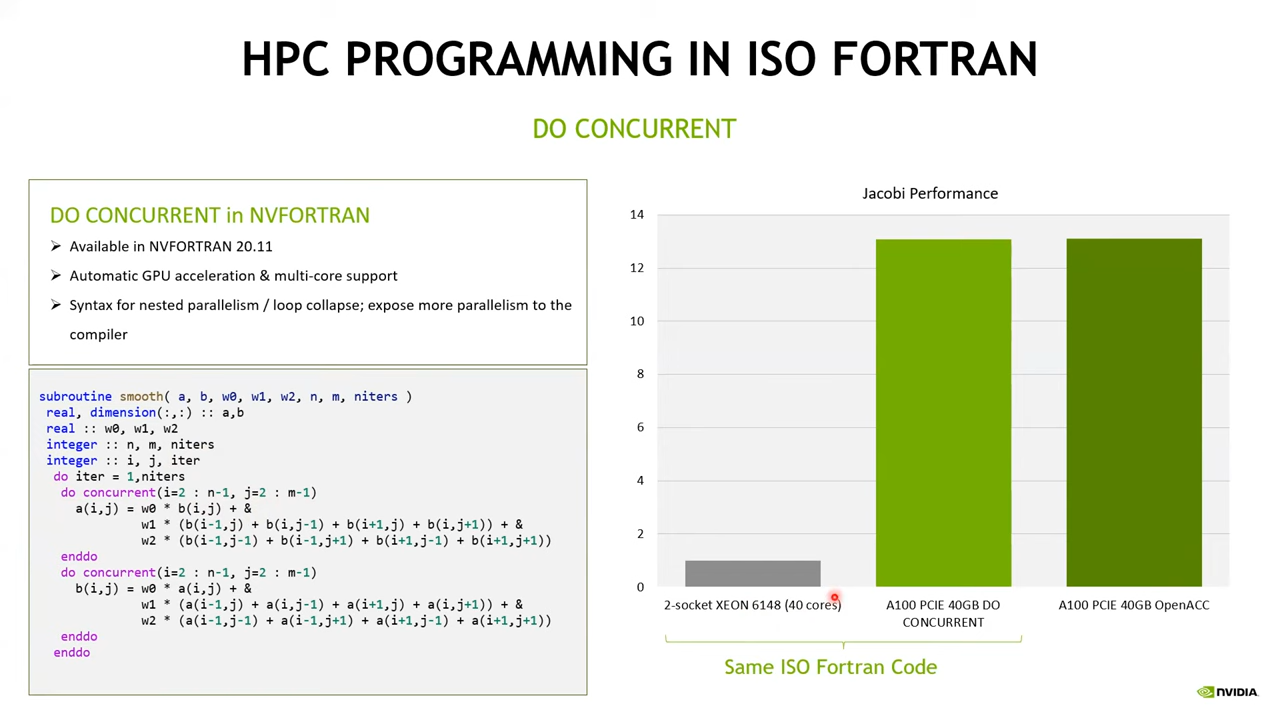 HPC PROGRAMMING IN ISO FORTRAN
DO CONCURRENT
DO CONCURRENT in NVFORTRAN
➢ Available in NVFORTRAN 20.11
➢ Automatic GPU acceleration & multi-core support
➢ Syntax for nested parallelism / loop collapse; expose more parallelism to the
compiler
subroutine smooth( a, b, w0, w1, w2, n, m, niters )
real, dimension(:,:) :: a,b
real :: w0, w1, w2
integer :: n, m, niters
integer :: i, j, iter
do iter = 1,niters
do concurrent(i=2 : n-1, j=2 : m-1)
a(i,j) = w0 * b(i,j) + &
w1 * (b(i-1,j) + b(i,j-1) + b(i+1,j) + b(i,j+1)) + &
w2 * (b(i-1,j-1) + b(i-1,j+1) + b(i+1,j-1) + b(i+1,j+1))
enddo
do concurrent(i=2 : n-1, j=2 : m-1)
b(i,j) = w0 * a(i,j) + &
w1 * (a(i-1,j) + a(i,j-1) + a(i+1,j) + a(i,j+1)) + &
w2 * (a(i-1,j-1) + a(i-1,j+1) + a(i+1,j-1) + a(i+1,j+1))
enddo
enddo
Jacobi Performance
14
12
10
8
6
4
2
0
2-socket XEON 6148 (40 cores)
A100 PCIE 40GB DO
CONCURRENT
A100 PCIE 40GB OpenACC
Same ISO Fortran Code
NVIDIA.